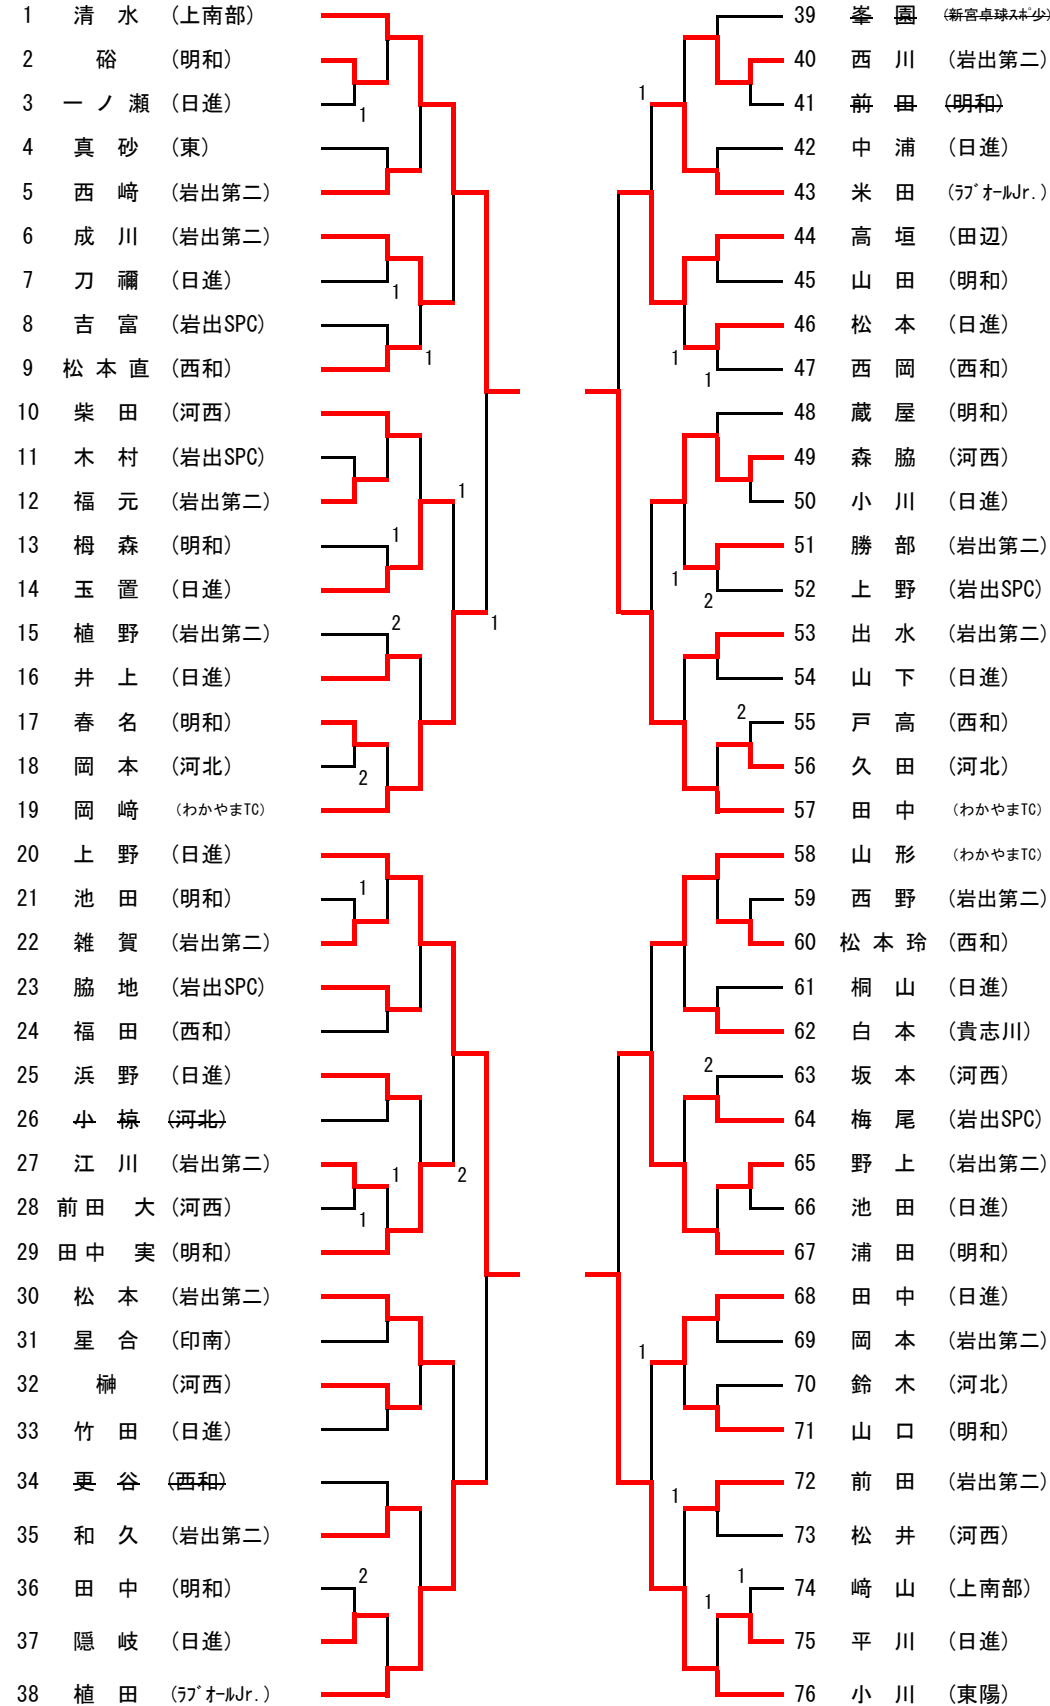 1 清水 (上南部)
2 硲 (明和)
3 一ノ瀬 (日進)
1
4 真砂 (東)
5 西﨑 (岩出第二)
6 成川 (岩出第二)
7 刀禰 (日進)
1
8 吉富 (岩出SPC)
1
9 松本直 (西和)
10 柴田 (河西)
11 木村 (岩出SPC)
12 福元 (岩出第二)
1
13 栂森 (明和)
1
14 玉置 (日進)
15 植野 (岩出第二)
2
1
16 井上 (日進)
17 春名 (明和)
18 岡本 (河北)
2
19 岡﨑 (わかやまTC)
20 上野 (日進)
21 池田 (明和)
1
22 雑賀 (岩出第二)
23 脇地 (岩出SPC)
24 福田 (西和)
25 浜野 (日進)
26 小椋 (河北)
27 江川 (岩出第二)
1
2
28 前田 大 (河西)
1
29 田中 実 (明和)
30 松本 (岩出第二)
31 星合 (印南)
32 榊 (河西)
33 竹田 (日進)
34 更谷 (西和)
35 和久 (岩出第二)
36 田中 (明和)
2
37 隠岐 (日進)
38 植田 (ﾗﾌﾞｵｰﾙJr.)
39 峯園 (新宮卓球ｽﾎﾟ少)
40 西川 (岩出第二)
1
41 前田 (明和)
42 中浦 (日進)
43 米田 (ﾗﾌﾞｵｰﾙJr.)
44 高垣 (田辺)
45 山田 (明和)
46 松本 (日進)
1
1
47 西岡 (西和)
48 蔵屋 (明和)
49 森脇 (河西)
50 小川 (日進)
51 勝部 (岩出第二)
1
2
52 上野 (岩出SPC)
53 出水 (岩出第二)
54 山下 (日進)
2
55 戸高 (西和)
56 久田 (河北)
57 田中 (わかやまTC)
58 山形 (わかやまTC)
59 西野 (岩出第二)
60 松本玲 (西和)
61 桐山 (日進)
62 白本 (貴志川)
2
63 坂本 (河西)
64 梅尾 (岩出SPC)
65 野上 (岩出第二)
66 池田 (日進)
67 浦田 (明和)
68 田中 (日進)
69 岡本 (岩出第二)
1
70 鈴木 (河北)
71 山口 (明和)
72 前田 (岩出第二)
1
73 松井 (河西)
1
74 﨑山 (上南部)
1
75 平川 (日進)
76 小川 (東陽)